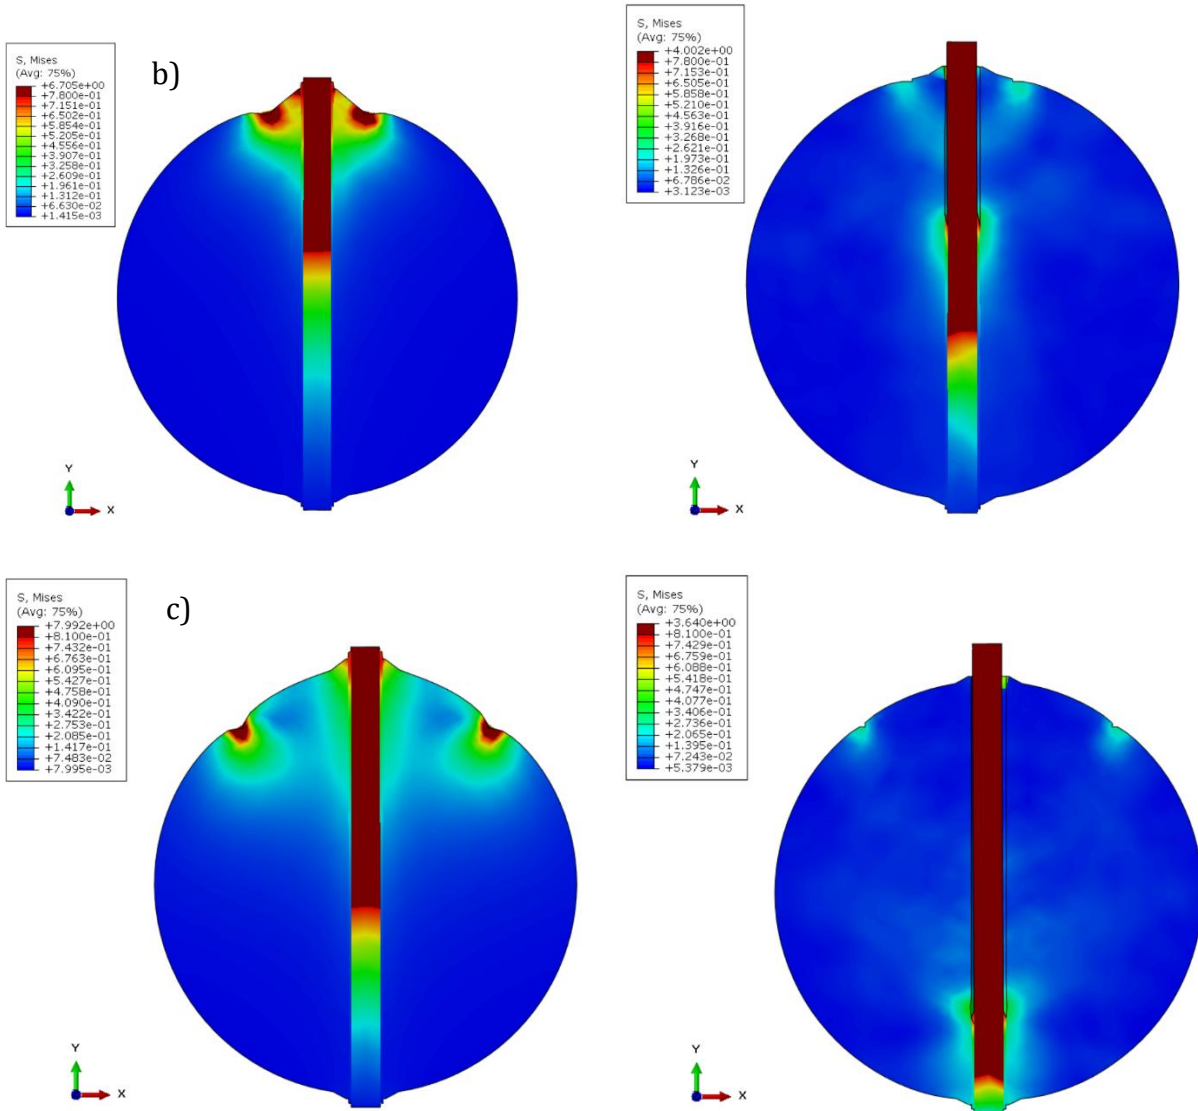 S, Mises
(Avg: 75%)
+6.705e+00
+7.800e-01
+7.151e-01
+6.502e-01
+5.854e-01
+5.205e-01
+4.556e-01
+3.907e-01
+3.258e-01
+2.609e-01
+1.961e-01
+1.312e-01
+6.630e-02
+1.415e-03
b)
Y
X
S, Mises
(Avg: 75%)
+4.002e+00
+7.800e-01
+7.153e-01
+6.505e-01
+5.858e-01
+5.210e-01
+4.563e-01
+3.916e-01
+3.268e-01
+2.621e-01
+1.973e-01
+1.326e-01
+6.786e-02
+3.123e-03
Y
X
S, Mises
(Avg: 75%)
+7.992e+00
+8.100e-01
+7.432e-01
+6.763e-01
+6.095e-01
+5.427e-01
+4.758e-01
+4.090e-01
+3.422e-01
+2.753e-01
+2.085e-01
+1.417e-01
+7.483e-02
+7.995e-03
c)
Y
X
S, Mises
(Avg: 75%)
+3.640e+00
+8.100e-01
+7.429e-01
+6.759e-01
+6.088e-01
+5.418e-01
+4.747e-01
+4.077e-01
+3.406e-01
+2.736e-01
+2.065e-01
+1.395e-01
+7.243e-02
+5.379e-03
Y
X